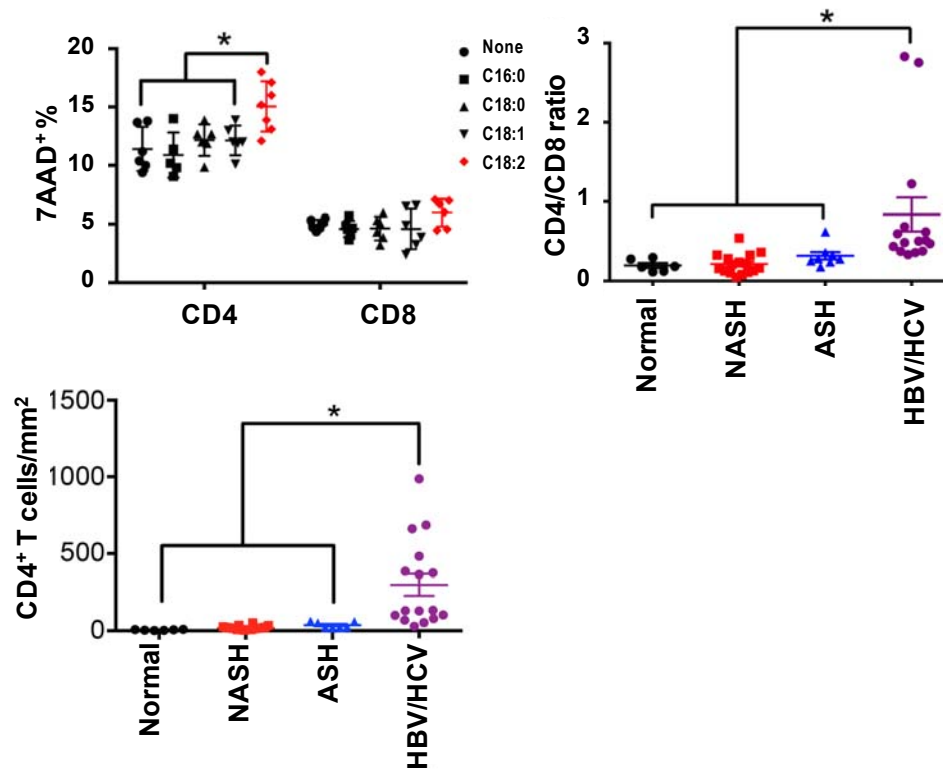 7AAD⁺%
20
15
10
5
0
*
None
C16:0
C18:0
C18:1
C18:2
CD4
CD8
CD4/CD8 ratio
3
2
1
0
*
Normal
NASH
ASH
HBV/HCV
CD4⁺ T cells/mm²
1500
1000
500
0
*
Normal
NASH
ASH
HBV/HCV